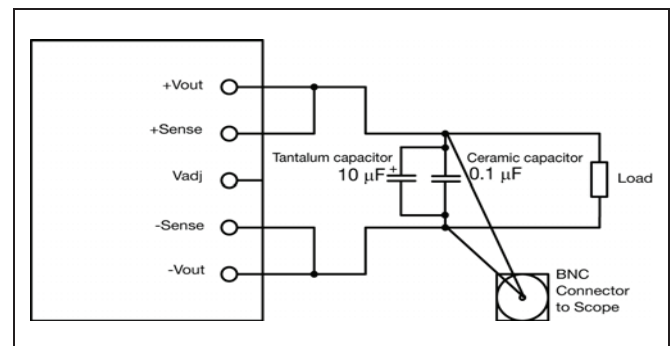 +Vout
+Sense
Vadj
-Sense
-Vout
Tantalum capacitor
10 µF+
Ceramic capacitor
0.1 µF
Load
BNC
Connector
to Scope